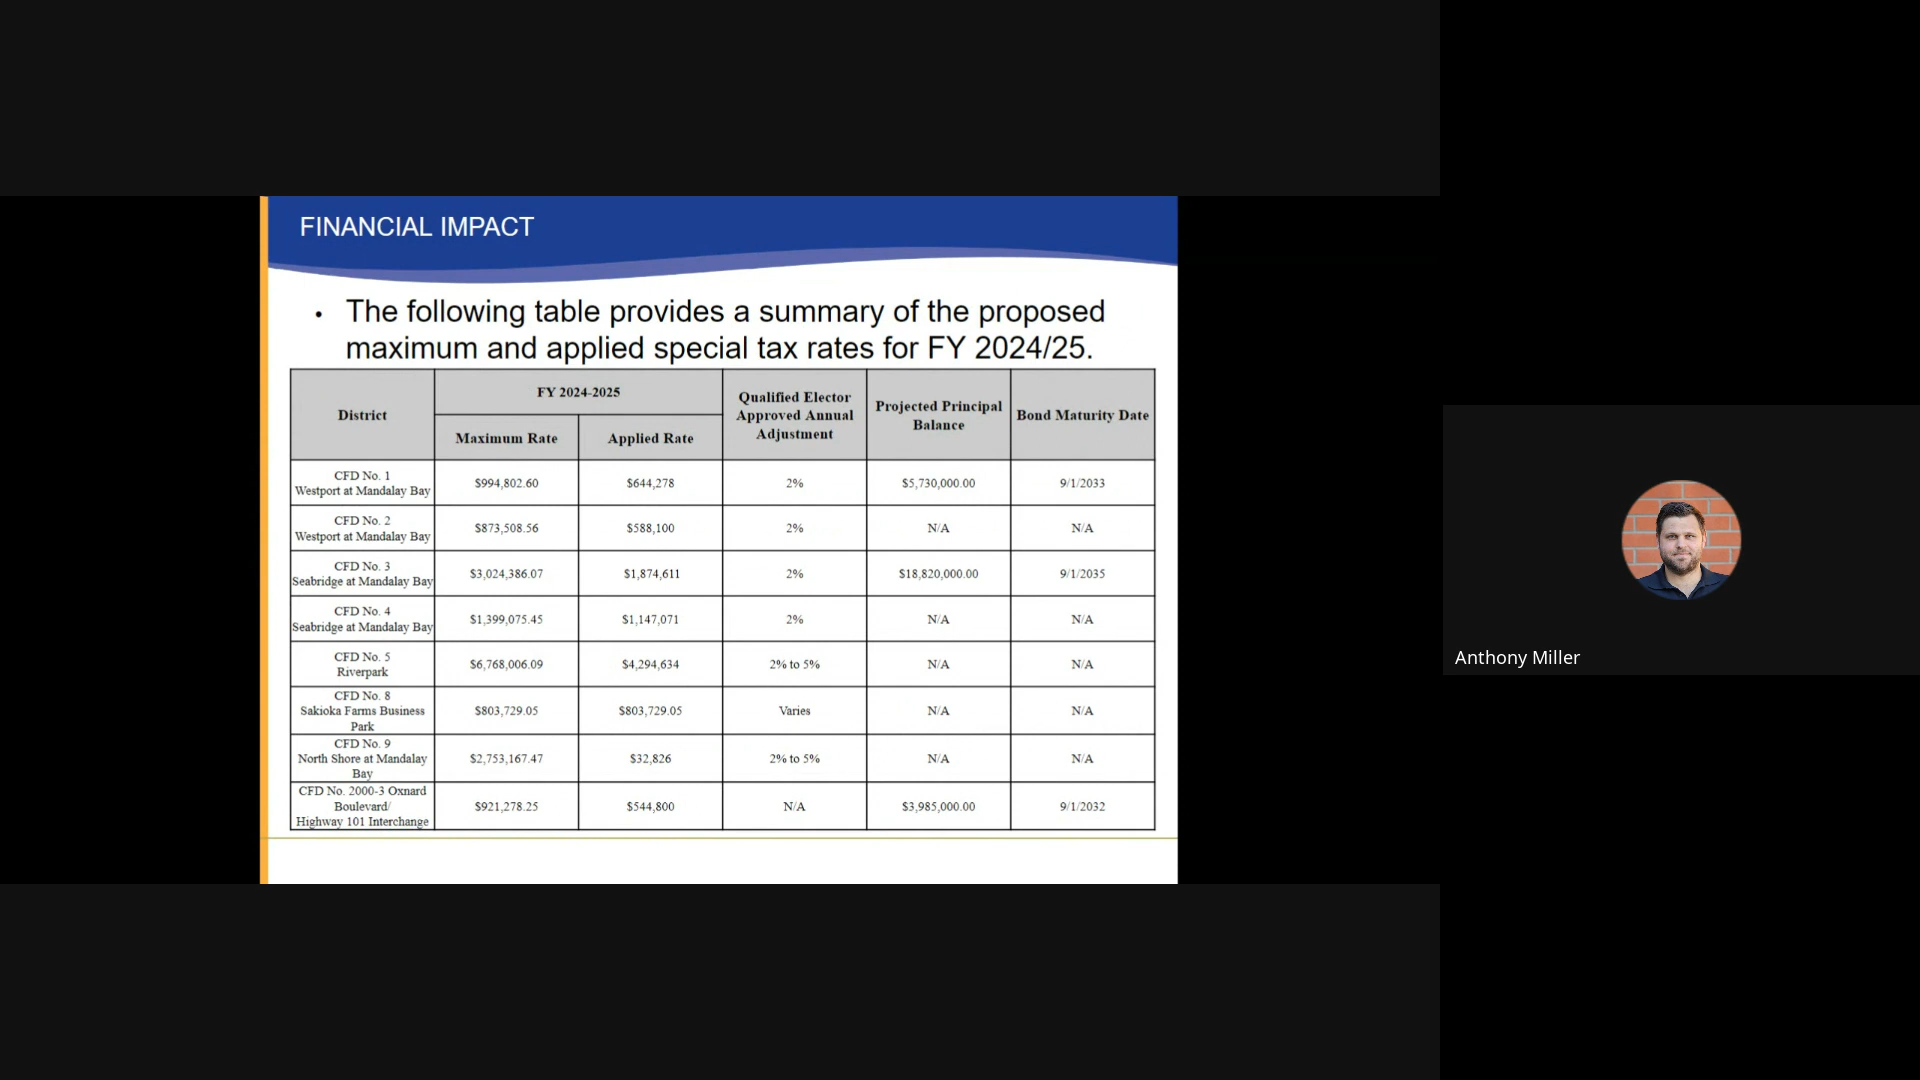 FINANCIAL IMPACT
• The following table provides a summary of the proposed
maximum and applied special tax rates for FY 2024/25.
District
FY 2024-2025
Maximum Rate
Applied Rate
Qualified Elector
Approved Annual
Adjustment
Projected Principal
Balance
Bond Maturity Date
CFD No. 1
Westport at Mandalay Bay
$994,802.60
$644,278
2%
$5,730,000.00
9/1/2033
CFD No. 2
Westport at Mandalay Bay
$873,508.56
$588,100
2%
N/A
N/A
CFD No. 3
Seabridge at Mandalay Bay
$3,024,386.07
$1,874,611
2%
$18,820,000.00
9/1/2035
CFD No. 4
Seabridge at Mandalay Bay
$1,399,075.45
$1,147,071
2%
N/A
N/A
CFD No. 5
Riverpark
$6,768,006.09
$4,294,634
2% to 5%
N/A
N/A
CFD No. 8
Sakioka Farms Business
Park
$803,729.05
$803,729.05
Varies
N/A
N/A
CFD No. 9
North Shore at Mandalay
Bay
$2,753,167.47
$32,826
2% to 5%
N/A
N/A
CFD No. 2000-3 Oxnard
Boulevard/
Highway 101 Interchange
$921,278.25
$544,800
N/A
$3,985,000.00
9/1/2032
Anthony Miller